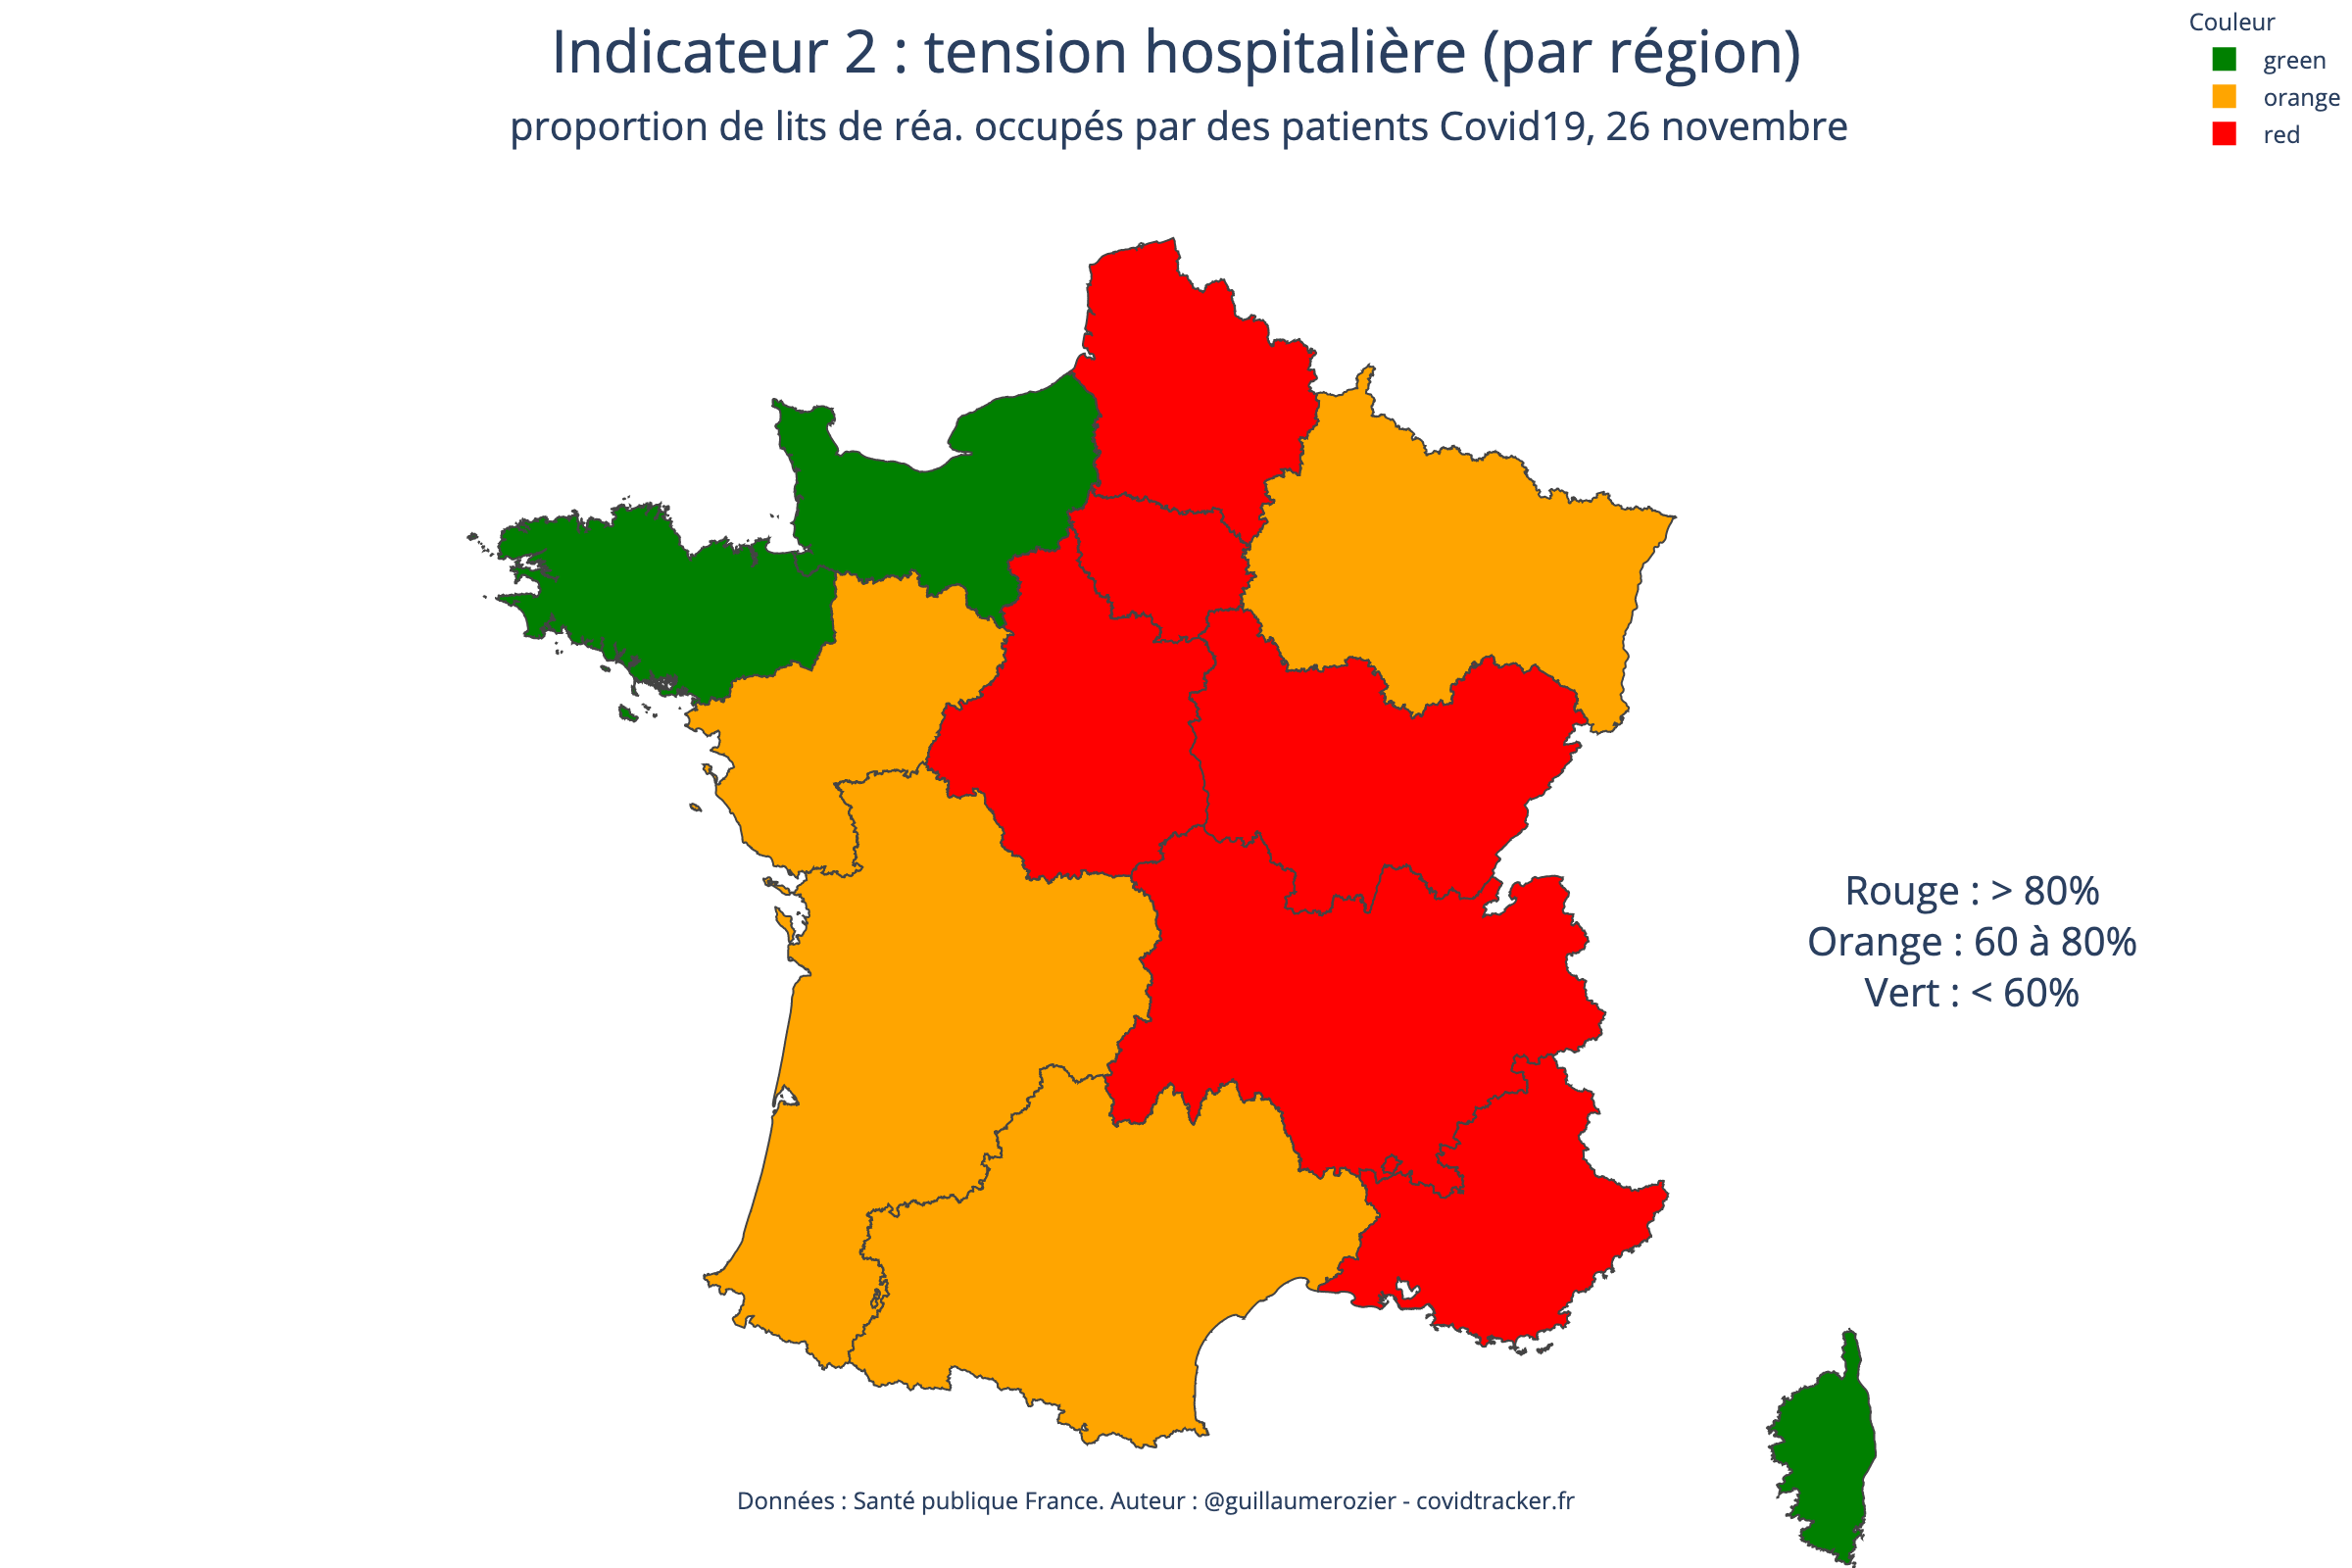 Indicateur 2 : tension hospitalière (par région)
proportion de lits de réa. occupés par des patients Covid19, 26 novembre
Couleur
green
orange
red
Rouge : > 80%
Orange : 60 à 80%
Vert : < 60%
Données : Santé publique France. Auteur : @guillaumerozier - covidtracker.fr